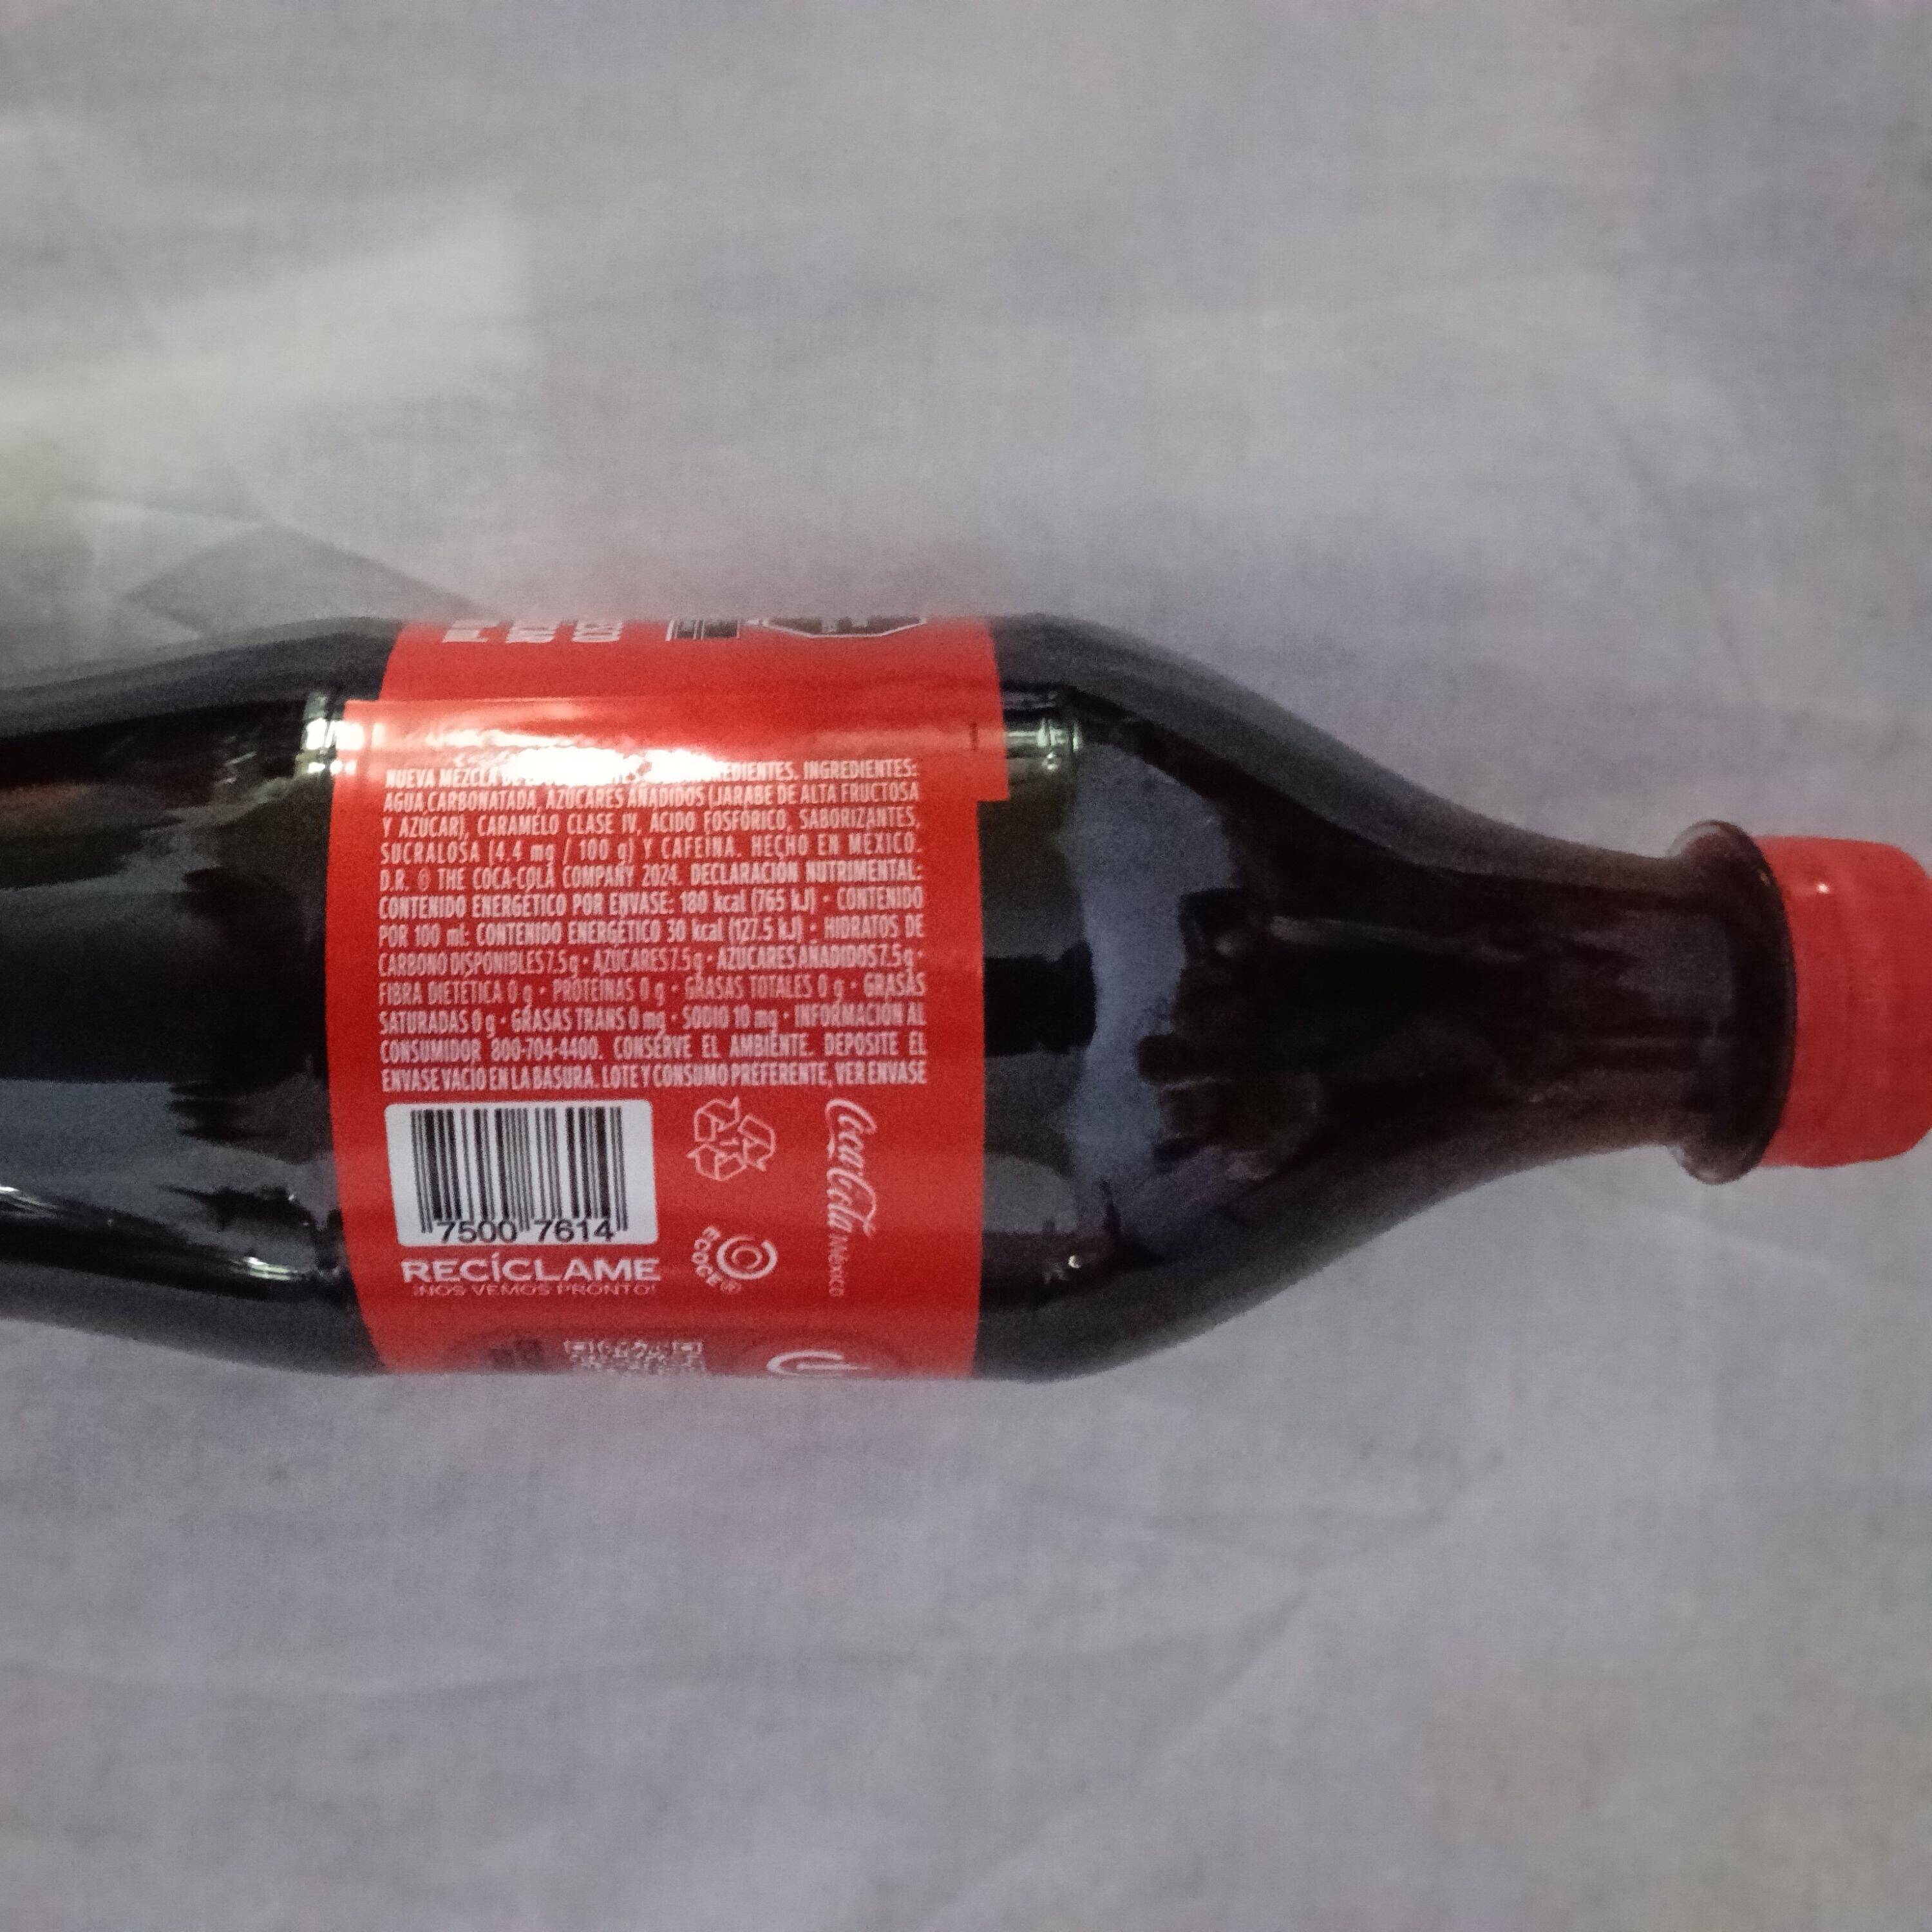 NUEVA MEZCLA DE INGREDIENTES. INGREDIENTES:
AGUA CARBONATADA, AZÚCARES AÑADIDOS (JARABE DE ALTA FRUCTOSA
Y AZÚCAR), CARAMELO CLASE IV, ÁCIDO FOSFÓRICO, SABORIZANTES,
SUCRALOSA (4.4 mg / 100 g) Y CAFEÍNA. HECHO EN MÉXICO.
D.R. © THE COCA-COLA COMPANY 2024. DECLARACIÓN NUTRIMENTAL:
CONTENIDO ENERGÉTICO POR ENVASE: 180 kcal (765 kJ) • CONTENIDO
POR 100 ml: CONTENIDO ENERGÉTICO 30 kcal (127.5 kJ) • HIDRATOS DE
CARBONO DISPONIBLES 7.5 g • AZÚCARES 7.5 g • AZÚCARES AÑADIDOS 7.5 g •
FIBRA DIETÉTICA 0 g • PROTEÍNAS 0 g • GRASAS TOTALES 0 g • GRASAS
SATURADAS 0 g • GRASAS TRANS 0 mg • SODIO 10 mg • INFORMACIÓN AL
CONSUMIDOR 800-704-4400. CONSERVE EL AMBIENTE. DEPOSITE EL
ENVASE VACÍO EN LA BASURA. LOTE Y CONSUMO PREFERENTE, VER ENVASE
7500 7614
1
Coca-Cola México
RECÍCLAME
¡NOS VEMOS PRONTO!
ECOCE®